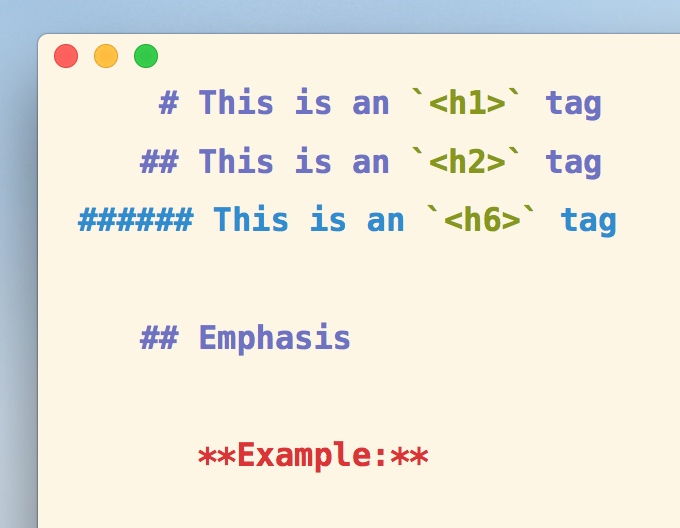 # This is an `<h1>` tag
## This is an `<h2>` tag
###### This is an `<h6>` tag
## Emphasis
**Example:**